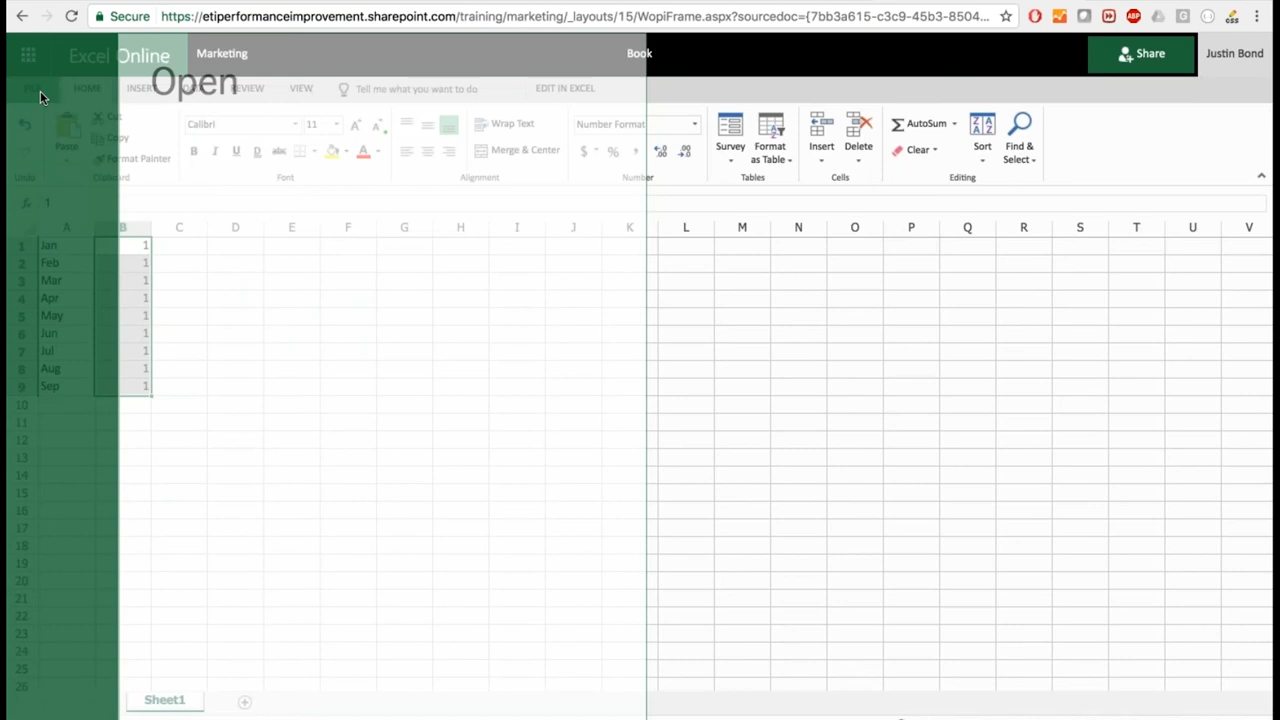 Secure https://etiperformanceimprovement.sharepoint.com/training/marketing/_layouts/15/WopiFrame.aspx?sourcedoc={7bb3a615-c3c9-45b3-8504...
Excel Online Marketing Book Share Justin Bond
Open
HOME INSERT REVIEW VIEW Tell me what you want to do EDIT IN EXCEL
Cut Calibri 11 Wrap Text Number Format AutoSum
Copy
Paste Format Painter B I U D abc A Merge & Center $ % , .00 Survey Format as Table Insert Delete Clear Sort Find & Select
Undo Clipboard Font Alignment Number Tables Cells Editing
fx 1
A B C D E F G H I J K L M N O P Q R S T U V
1 Jan 1
2 Feb 1
3 Mar 1
4 Apr 1
5 May 1
6 Jun 1
7 Jul 1
8 Aug 1
9 Sep 1
10
11
12
13
14
15
16
17
18
19
20
21
22
23
24
25
26
Sheet1